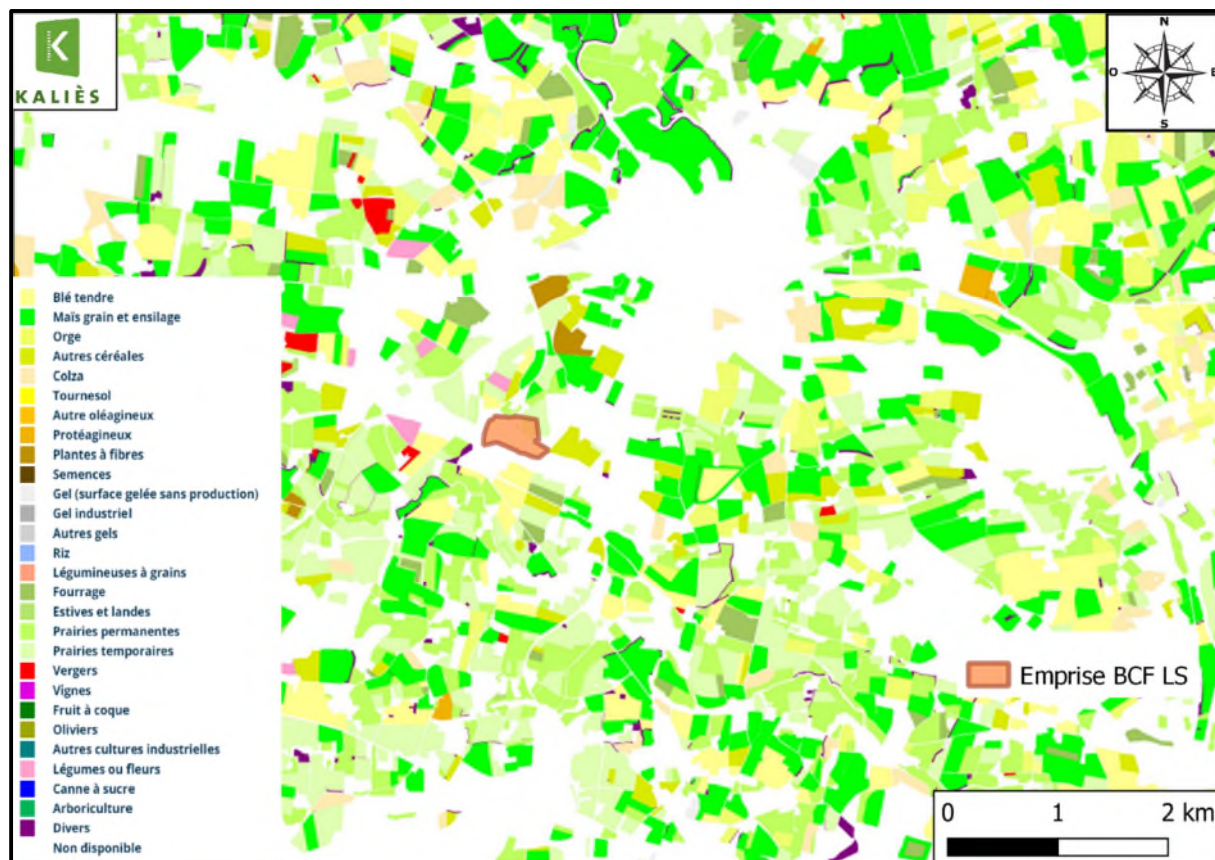 KALIÈS
N
O
E
S
Blé tendre
Maïs grain et ensilage
Orge
Autres céréales
Colza
Tournesol
Autre oléagineux
Protéagineux
Plantes à fibres
Semences
Gel (surface gelée sans production)
Gel industriel
Autres gels
Riz
Légumineuses à grains
Fourrage
Estives et landes
Prairies permanentes
Prairies temporaires
Vergers
Vignes
Fruit à coque
Oliviers
Autres cultures industrielles
Légumes ou fleurs
Canne à sucre
Arboriculture
Divers
Non disponible
Emprise BCF LS
0 1 2 km